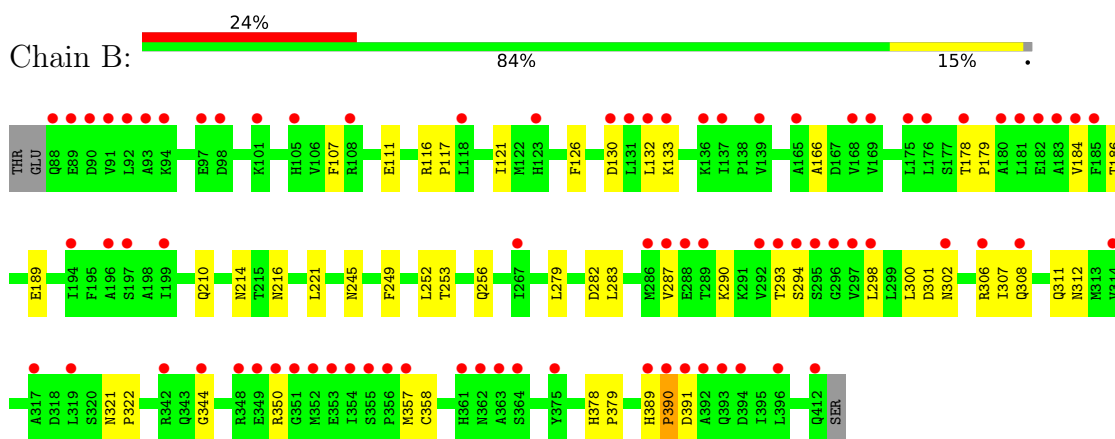 24%
Chain B:
84% 15% •
THR GLU Q88 E89 D90 V91 L92 A93 K94 E97 D98 K101 H105 V106 F107 R108 E111 R116 P117 L118 I121 M122 H123 F126 D130 L131 L132 K133 K136 I137 P138 V139 A165 A166 D167 V168 V169 L175 L176 S177 T178 P179 A180 L181 E182 A183 V184 F185 T186
E189 I194 F195 A196 S197 A198 I199 Q210 N214 T215 N216 L221 N245 F249 L252 T253 Q256 I267 L279 D282 L283 M286 V287 E288 T289 K290 K291 V292 T293 S294 S295 G296 V297 L298 L299 L300 D301 N302 R306 I307 Q308 Q311 N312 M313 V314
A317 D318 L319 S320 N321 P322 R342 Q343 G344 R348 E349 R350 G351 M352 E353 I354 S355 P356 M357 C358 H361 N362 A363 S364 Y375 H378 P379 H389 P390 D391 A392 Q393 D394 I395 L396 Q412 SER